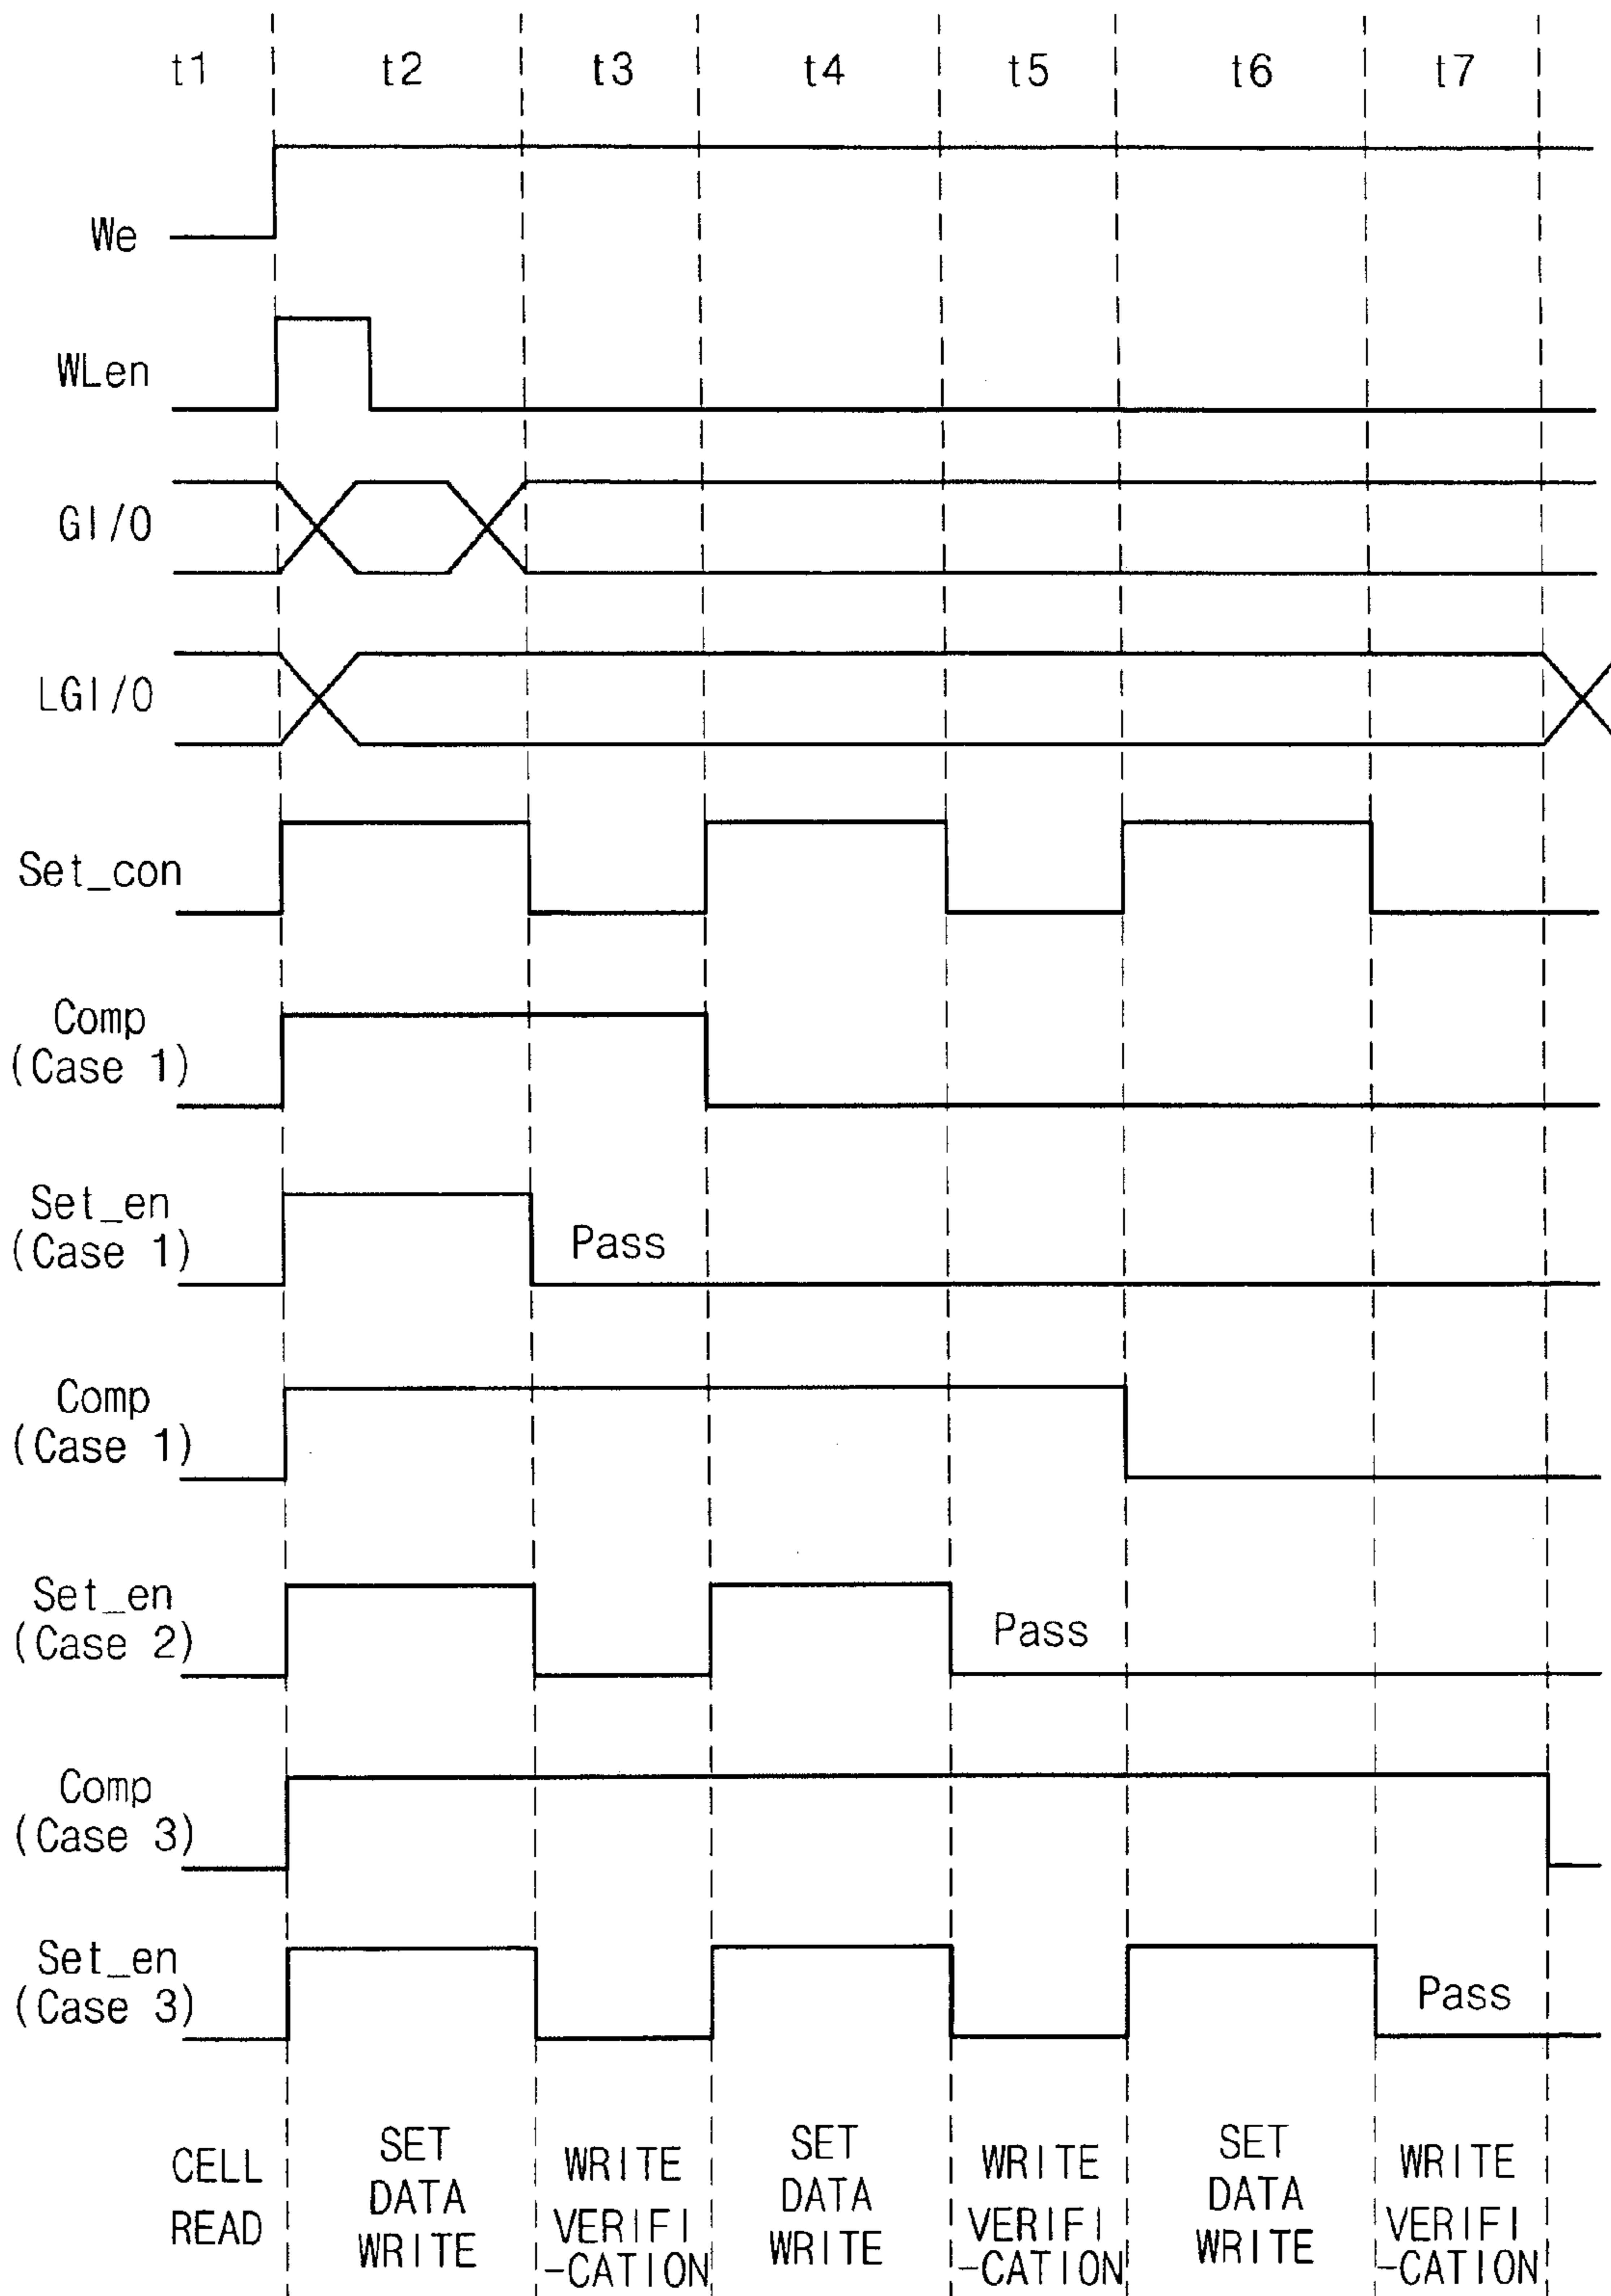 t1 t2 t3 t4 t5 t6 t7
We
WLen
GI/O
LGI/O
Set_con
Comp
(Case 1)
Set_en
(Case 1)
Pass
Comp
(Case 1)
Set_en
(Case 2)
Pass
Comp
(Case 3)
Set_en
(Case 3)
Pass
CELL
READ
SET
DATA
WRITE
WRITE
VERIFI
-CATION
SET
DATA
WRITE
WRITE
VERIFI
-CATION
SET
DATA
WRITE
WRITE
VERIFI
-CATION